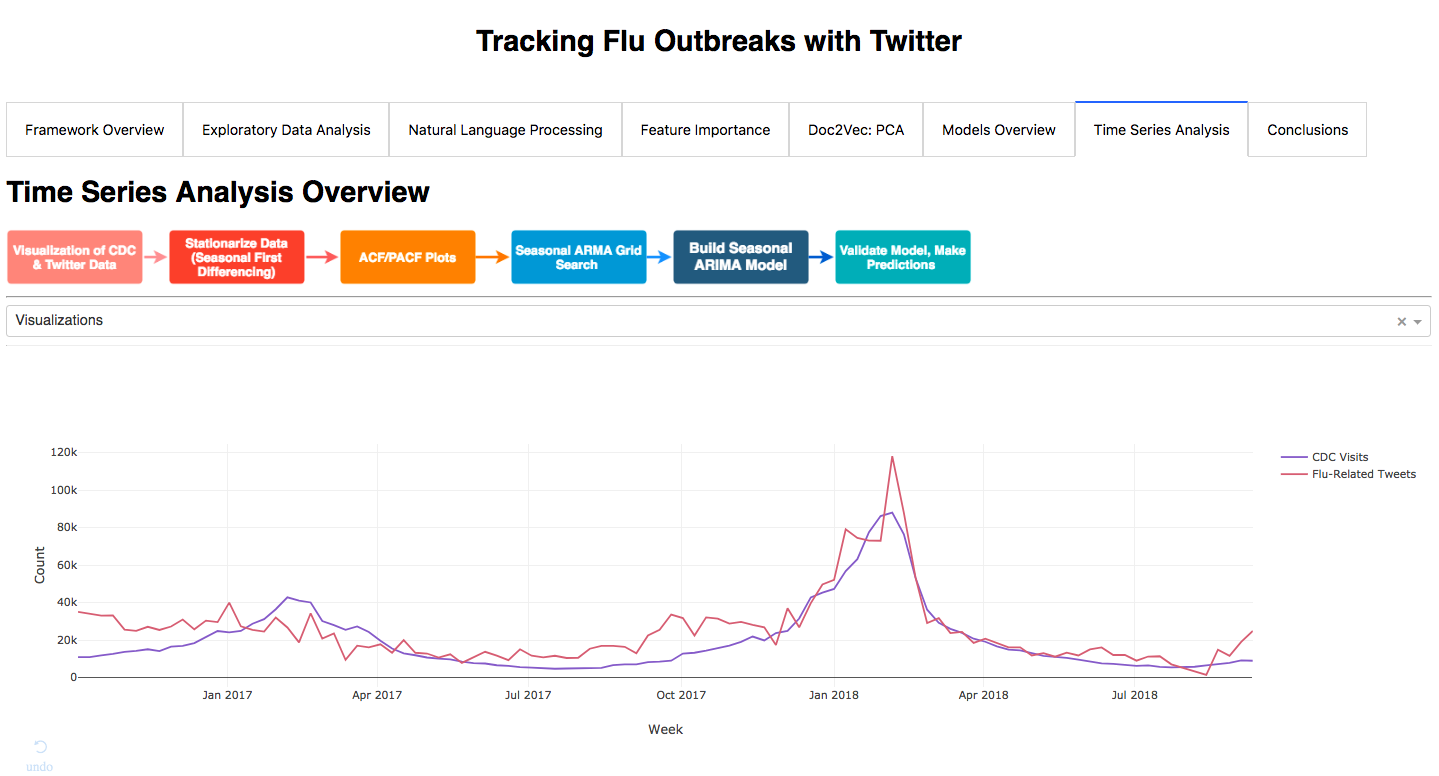 Tracking Flu Outbreaks with Twitter
Framework Overview
Exploratory Data Analysis
Natural Language Processing
Feature Importance
Doc2Vec: PCA
Models Overview
Time Series Analysis
Conclusions
Time Series Analysis Overview
Visualization of CDC
& Twitter Data
Stationarize Data
(Seasonal First
Differencing)
ACF/PACF Plots
Seasonal ARMA Grid
Search
Build Seasonal
ARIMA Model
Validate Model, Make
Predictions
Visualizations
120k
100k
80k
60k
40k
20k
0
Count
Jan 2017
Apr 2017
Jul 2017
Oct 2017
Jan 2018
Apr 2018
Jul 2018
Week
CDC Visits
Flu-Related Tweets
undo